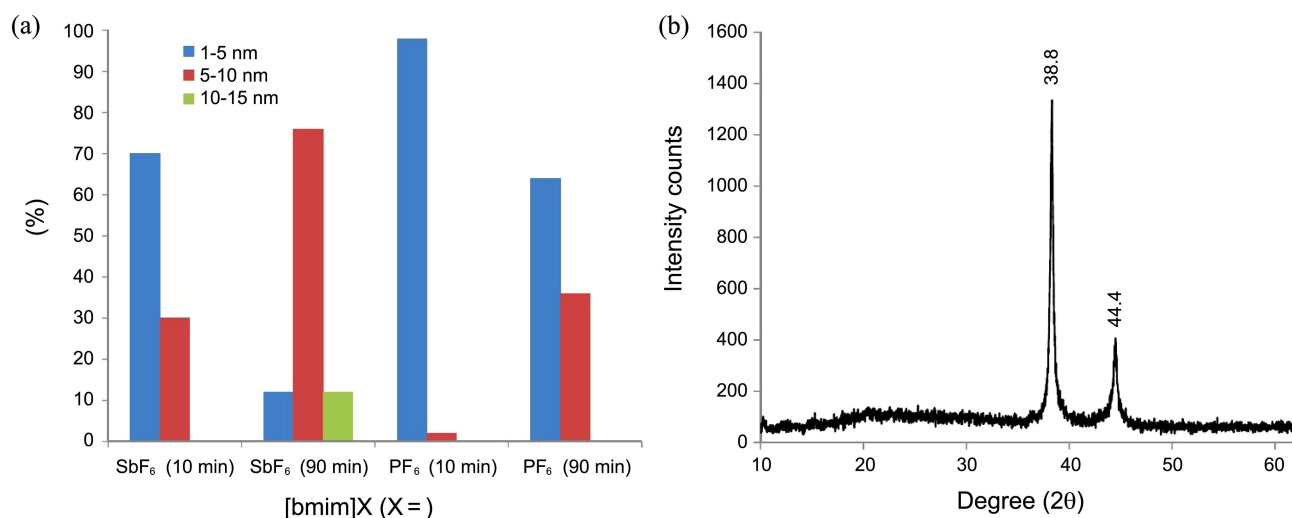 (a)
100
90
80
70
60
50
40
30
20
10
0
(%)
1-5 nm
5-10 nm
10-15 nm
SbF₆ (10 min) SbF₆ (90 min) PF₆ (10 min) PF₆ (90 min)
[bmim]X (X = )
(b)
1600
1400
1200
1000
800
600
400
200
0
Intensity counts
38.8
44.4
10 20 30 40 50 60
Degree (2θ)